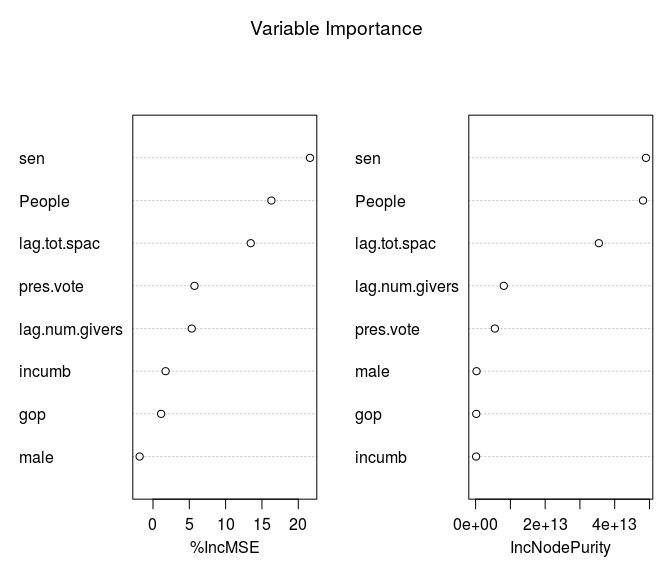 Variable Importance
sen
People
lag.tot.spac
pres.vote
lag.num.givers
incumb
gop
male
0 5 10 15 20
%IncMSE
sen
People
lag.tot.spac
lag.num.givers
pres.vote
male
gop
incumb
0e+00 2e+13 4e+13
IncNodePurity